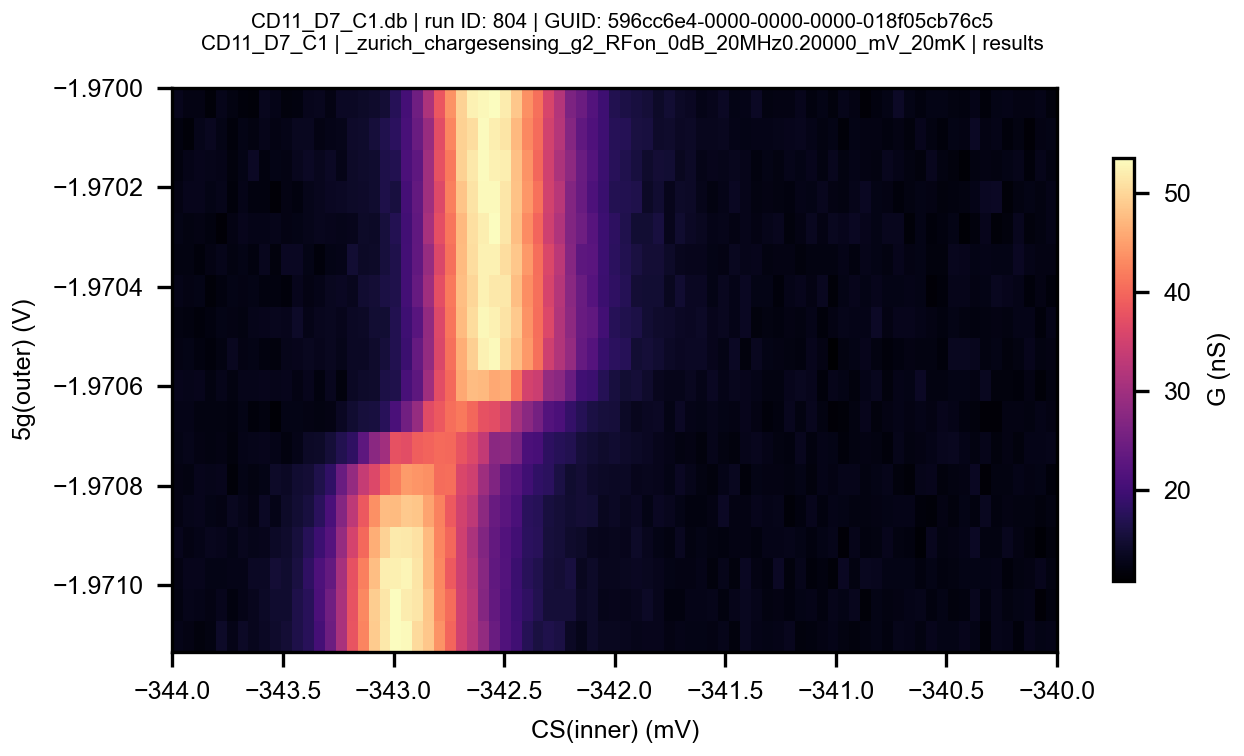 CD11_D7_C1.db | run ID: 804 | GUID: 596cc6e4-0000-0000-0000-018f05cb76c5
CD11_D7_C1 | _zurich_chargesensing_g2_RFon_0dB_20MHz0.20000_mV_20mK | results
−1.9700
−1.9702
−1.9704
−1.9706
−1.9708
−1.9710
5g(outer) (V)
−344.0 −343.5 −343.0 −342.5 −342.0 −341.5 −341.0 −340.5 −340.0
CS(inner) (mV)
50
40
30
20
G (nS)